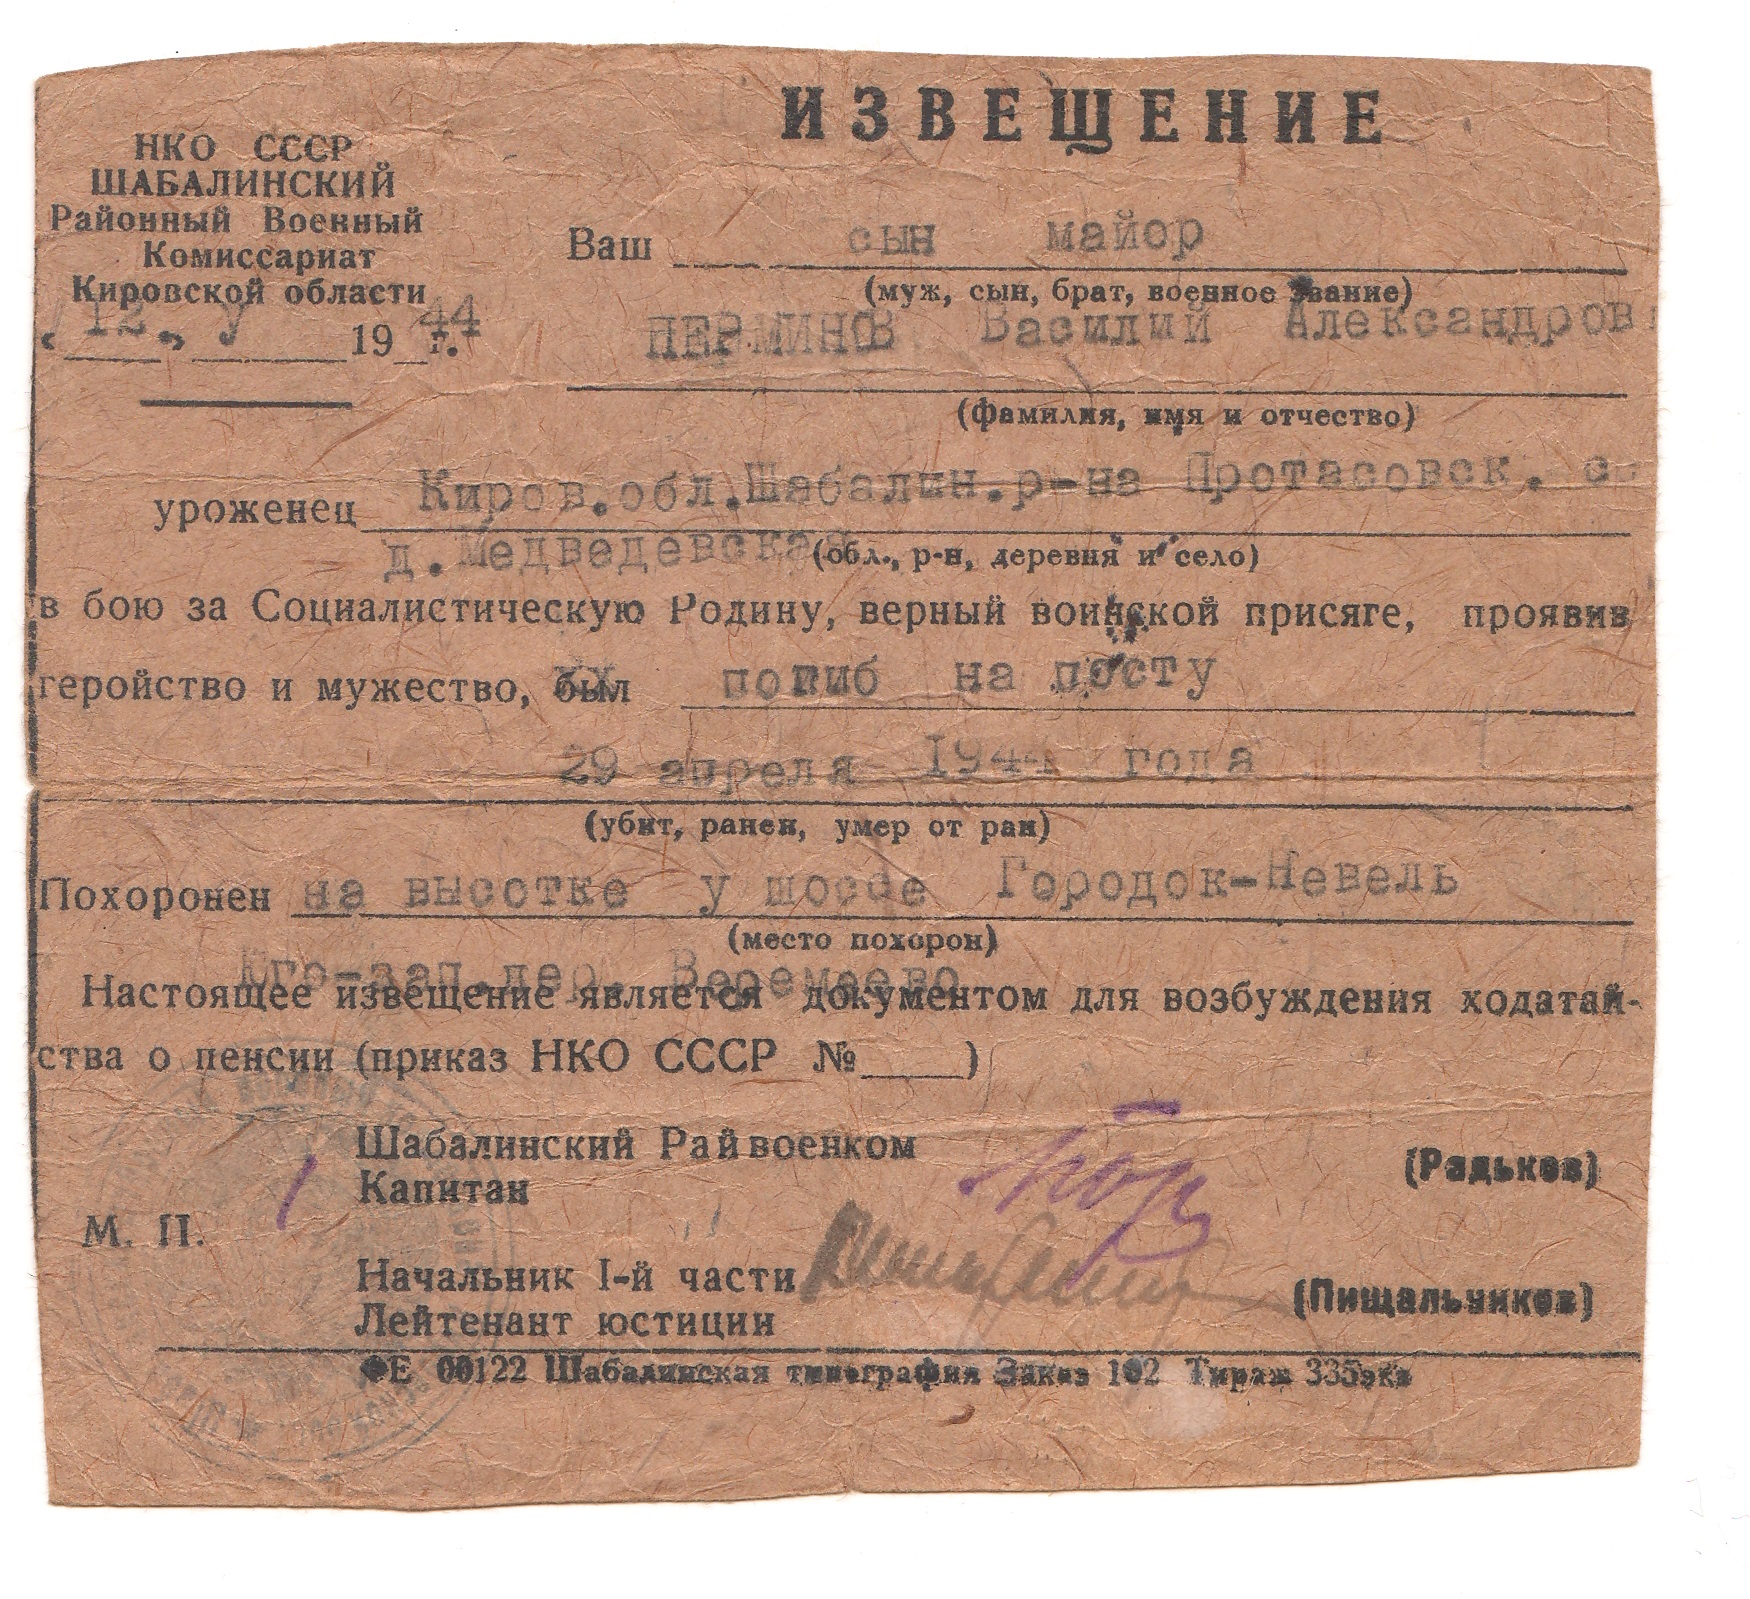 ИЗВЕЩЕНИЕ
НКО СССР
ШАБАЛИНСКИЙ
Районный Военный
Комиссариат
Кировской области
„12„ У 1944 г.
Ваш сын майор
(муж, сын, брат, военное звание)
ПЕРМИНОВ Василий Александров
(фамилия, имя и отчество)
уроженец Киров.обл.Шабалин.р-на Протасовск. с
д.Медведевская
(обл., р-н, деревня и село)
в бою за Социалистическую Родину, верный воинской присяге, проявив
геройство и мужество, был погиб на посту
29 апреля 1944 года
(убит, ранен, умер от ран)
Похоронен на высотке у шоссе Городок-Невель
(место похорон)
Юго-зап.дер. Веремеево
Настоящее извещение является документом для возбуждения ходатай-
ства о пенсии (приказ НКО СССР №____)
Шабалинский Райвоенком
Капитан
(Радьков)
М. П.
Начальник I-й части
Лейтенант юстиции
(Пищальников)
ФЕ 00122 Шабалинская типография Заказ 102 Тираж 335экз